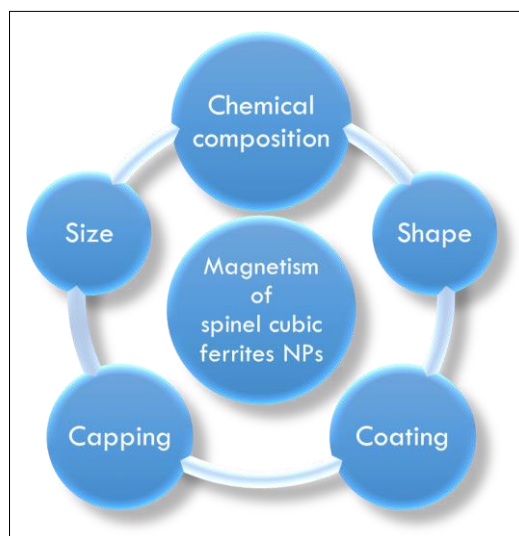 Chemical
composition
Size
Shape
Magnetism
of
spinel cubic
ferrites NPs
Capping
Coating